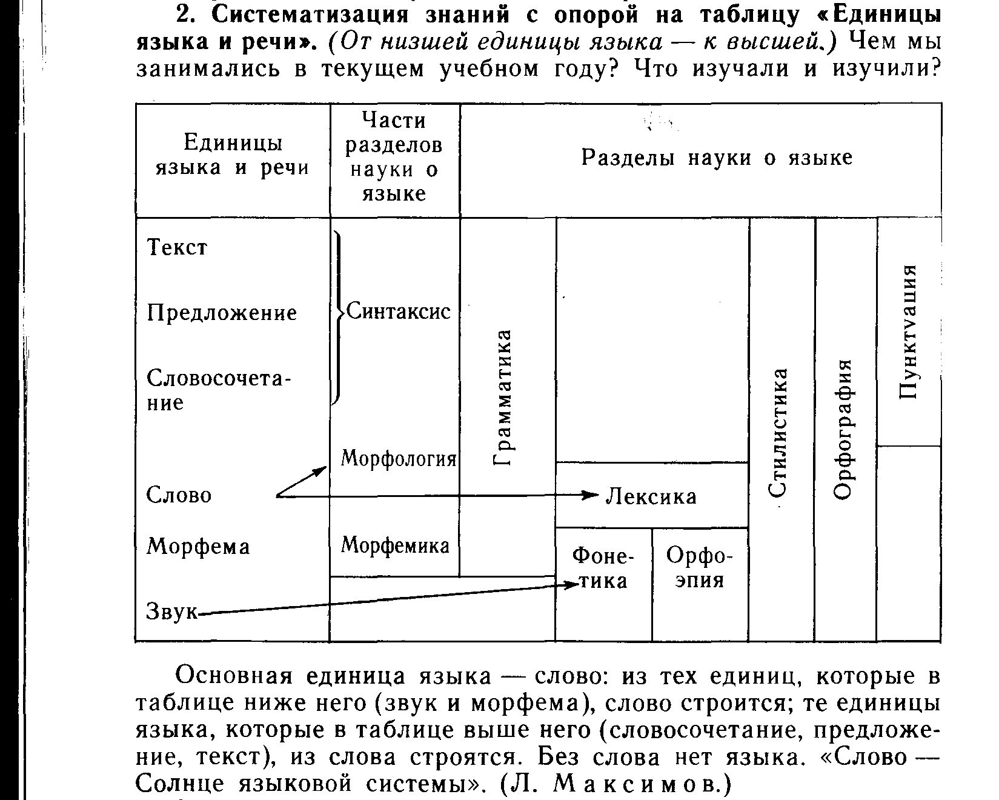 2. Систематизация знаний с опорой на таблицу «Единицы
языка и речи». (От низшей единицы языка — к высшей.) Чем мы
занимались в текущем учебном году? Что изучали и изучили?
Единицы
языка и речи
Части
разделов
науки о
языке
Разделы науки о языке
Текст
Предложение
Словосочета-
ние
Слово
Морфема
Звук
Синтаксис
Морфология
Морфемика
Грамматика
Лексика
Фоне-
тика
Орфо-
эпия
Стилистика
Орфография
Пунктуация
Основная единица языка — слово: из тех единиц, которые в
таблице ниже него (звук и морфема), слово строится; те единицы
языка, которые в таблице выше него (словосочетание, предложе-
ние, текст), из слова строятся. Без слова нет языка. «Слово —
Солнце языковой системы». (Л. Максимов.)